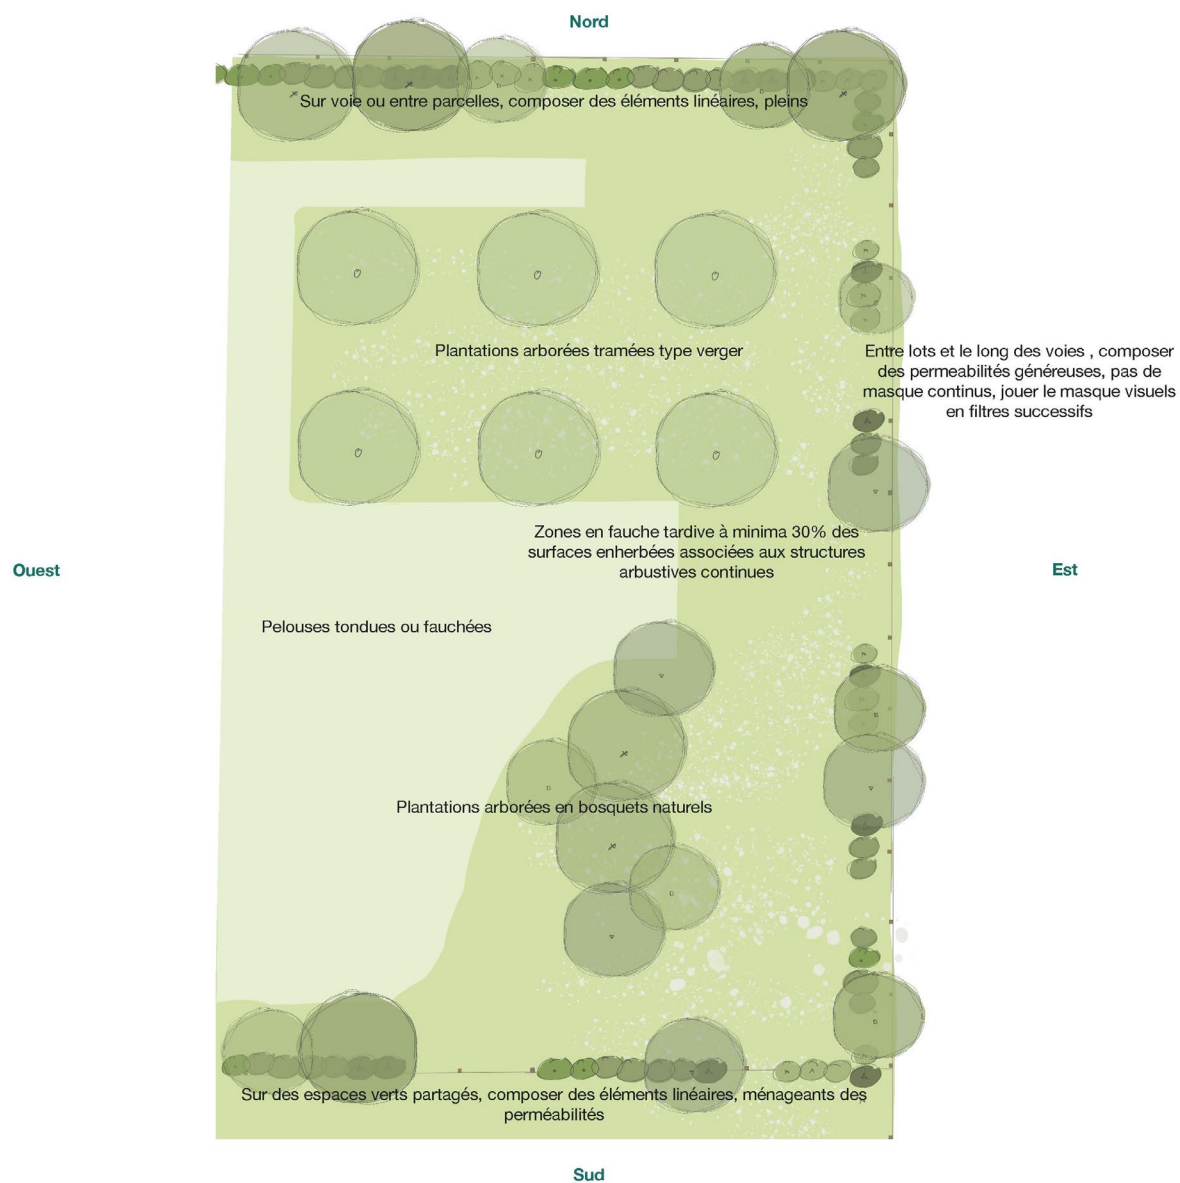 Nord
Sur voie ou entre parcelles, composer des éléments linéaires, pleins
Plantations arborées tramées type verger
Entre lots et le long des voies , composer
des permeabilités généreuses, pas de
masque continus, jouer le masque visuels
en filtres successifs
Zones en fauche tardive à minima 30% des
surfaces enherbées associées aux structures
arbustives continues
Ouest
Est
Pelouses tondues ou fauchées
Plantations arborées en bosquets naturels
Sur des espaces verts partagés, composer des éléments linéaires, ménageants des
perméabilités
Sud